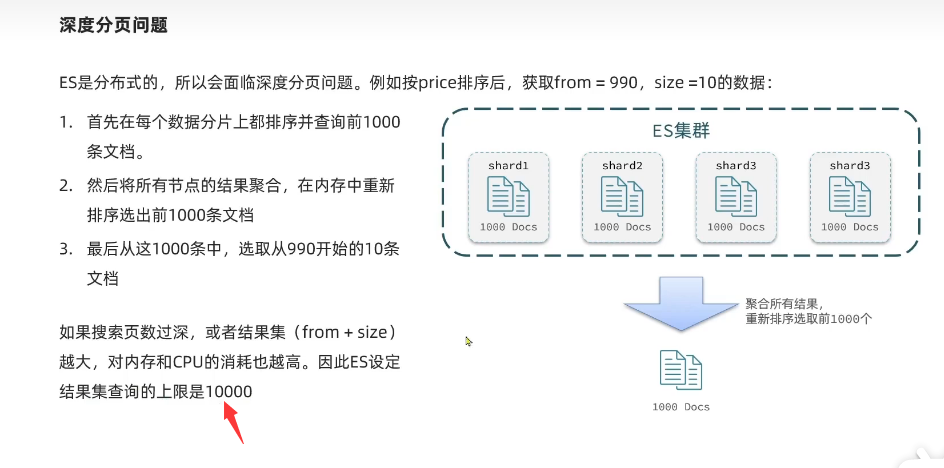 深度分页问题
ES是分布式的，所以会面临深度分页问题。例如按price排序后，获取from = 990，size =10的数据：
1. 首先在每个数据分片上都排序并查询前1000
条文档。
2. 然后将所有节点的结果聚合，在内存中重新
排序选出前1000条文档
3. 最后从这1000条中，选取从990开始的10条
文档
如果搜索页数过深，或者结果集（from + size）
越大，对内存和CPU的消耗也越高。因此ES设定
结果集查询的上限是10000
ES集群
shard1
1000 Docs
shard2
1000 Docs
shard3
1000 Docs
shard3
1000 Docs
聚合所有结果，
重新排序选取前1000个
1000 Docs